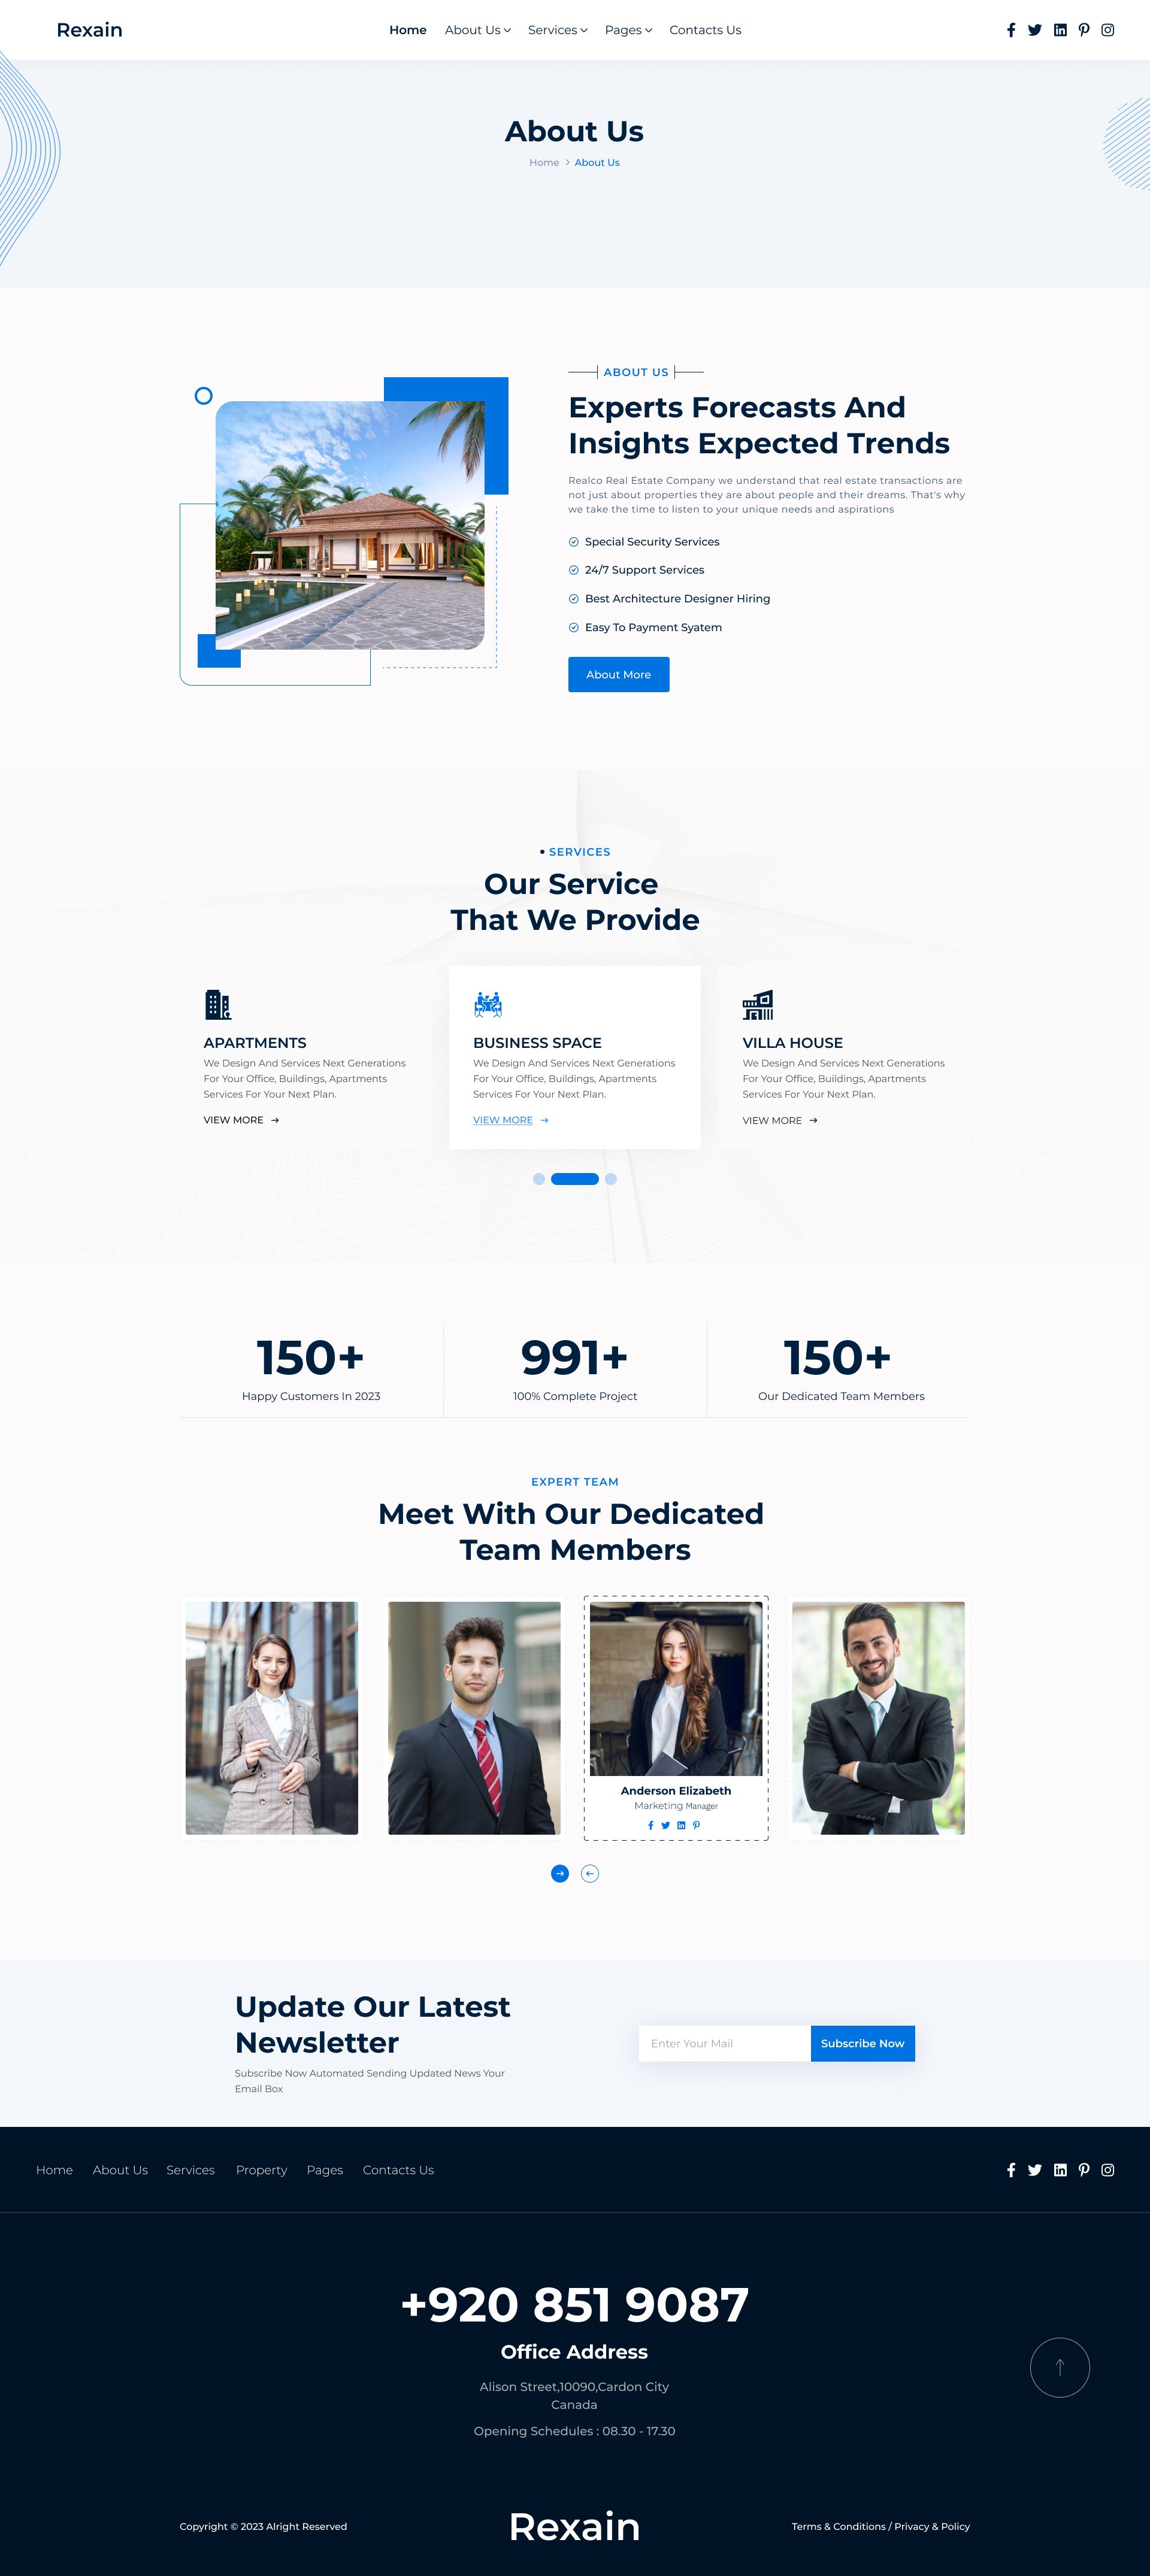 Rexain
Home
About Us
Services
Pages
Contacts Us
About Us
Home
About Us
ABOUT US
Experts Forecasts And
Insights Expected Trends
Realco Real Estate Company we understand that real estate transactions are
not just about properties they are about people and their dreams. That's why
we take the time to listen to your unique needs and aspirations
Special Security Services
24/7 Support Services
Best Architecture Designer Hiring
Easy To Payment Syatem
About More
SERVICES
Our Service
That We Provide
APARTMENTS
We Design And Services Next Generations
For Your Office, Buildings, Apartments
Services For Your Next Plan.
VIEW MORE
BUSINESS SPACE
We Design And Services Next Generations
For Your Office, Buildings, Apartments
Services For Your Next Plan.
VIEW MORE
VILLA HOUSE
We Design And Services Next Generations
For Your Office, Buildings, Apartments
Services For Your Next Plan.
VIEW MORE
150+
Happy Customers In 2023
991+
100% Complete Project
150+
Our Dedicated Team Members
EXPERT TEAM
Meet With Our Dedicated
Team Members
Anderson Elizabeth
Marketing Manager
Update Our Latest
Newsletter
Subscribe Now Automated Sending Updated News Your
Email Box
Enter Your Mail
Subscribe Now
Home
About Us
Services
Property
Pages
Contacts Us
+920 851 9087
Office Address
Alison Street,10090,Cardon City
Canada
Opening Schedules : 08.30 - 17.30
Copyright © 2023 Alright Reserved
Rexain
Terms & Conditions / Privacy & Policy